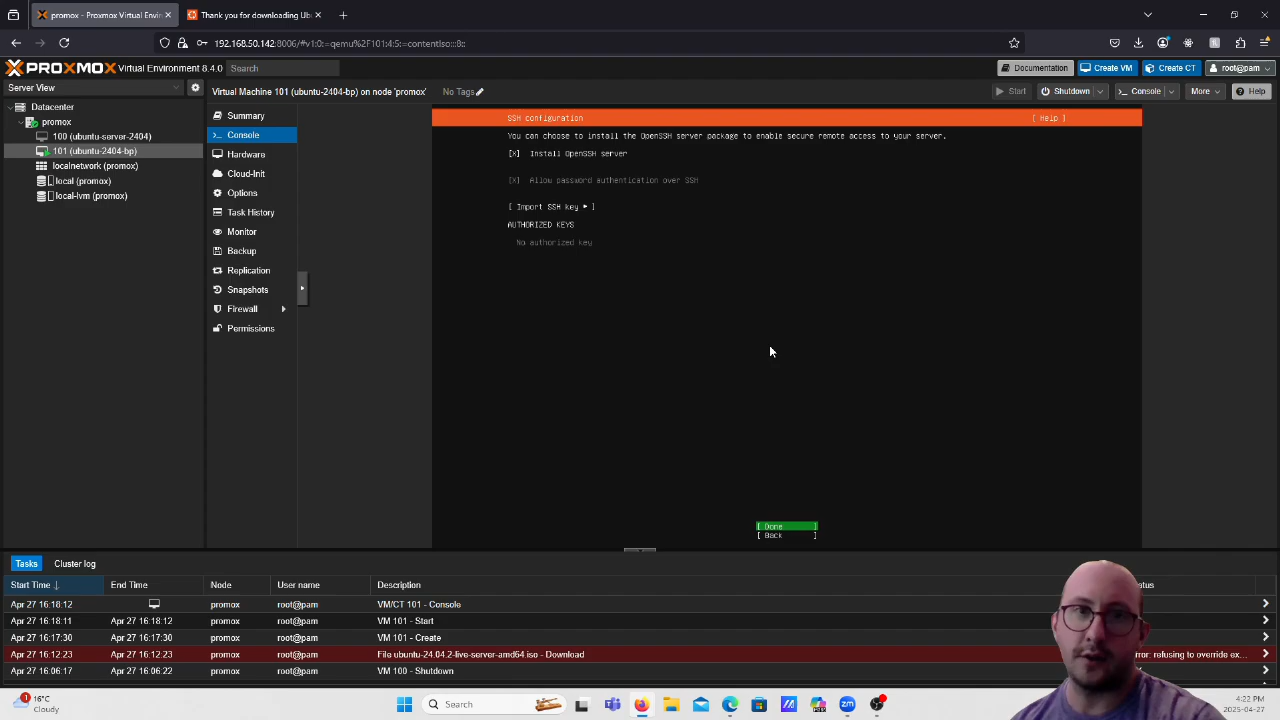 promox - Proxmox Virtual Envir
Thank you for downloading Ubu
192.168.50.142:8006/#v1:0:=qemu%2F101:4:5:=contentIso:::8::
PROXMOX Virtual Environment 8.4.0
Search
Documentation
Create VM
Create CT
root@pam
Server View
Virtual Machine 101 (ubuntu-2404-bp) on node 'promox'
No Tags
Start
Shutdown
Console
More
Help
Datacenter
promox
100 (ubuntu-server-2404)
101 (ubuntu-2404-bp)
localnetwork (promox)
local (promox)
local-lvm (promox)
Summary
Console
Hardware
Cloud-Init
Options
Task History
Monitor
Backup
Replication
Snapshots
Firewall
Permissions
SSH configuration
[ Help ]
You can choose to install the OpenSSH server package to enable secure remote access to your server.
[X] Install OpenSSH server
[X] Allow password authentication over SSH
[ Import SSH key ▸ ]
AUTHORIZED KEYS
No authorized key
[ Done ]
[ Back ]
Tasks
Cluster log
Start Time ↓ End Time Node User name Description
Apr 27 16:18:12 promox root@pam VM/CT 101 - Console
Apr 27 16:18:11 Apr 27 16:18:12 promox root@pam VM 101 - Start
Apr 27 16:17:30 Apr 27 16:17:30 promox root@pam VM 101 - Create
Apr 27 16:12:23 Apr 27 16:12:23 promox root@pam File ubuntu-24.04.2-live-server-amd64.iso - Download error: refusing to override ex...
Apr 27 16:06:17 Apr 27 16:06:22 promox root@pam VM 100 - Shutdown
1
16°C
Cloudy
Search
zm
4:22 PM
2025-04-27